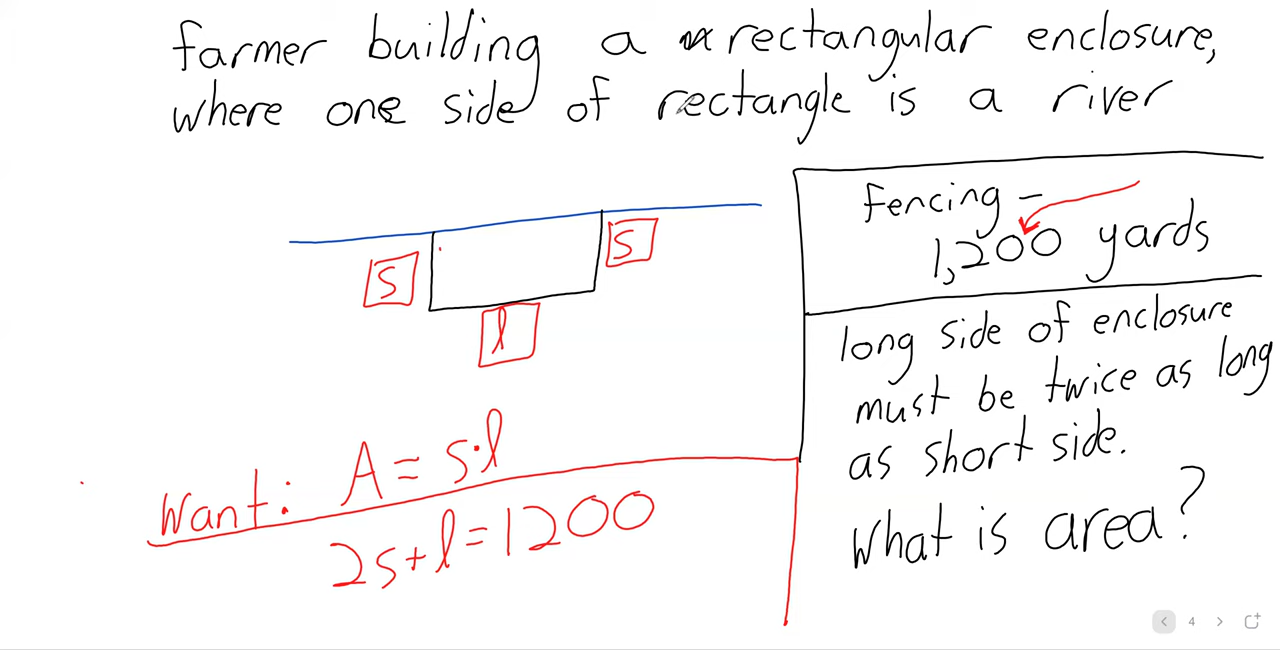 farmer building a rectangular enclosure,
where one side of rectangle is a river
Fencing –
1,200 yards
S
S
l
long side of enclosure
must be twice as long
as short side.
What is area?
Want: A = s·l
2s+l=1200
4